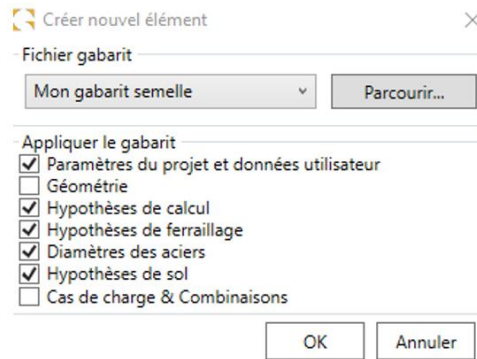 Créer nouvel élément
Fichier gabarit
Mon gabarit semelle
Parcourir...
Appliquer le gabarit
Paramètres du projet et données utilisateur
Géométrie
Hypothèses de calcul
Hypothèses de ferraillage
Diamètres des aciers
Hypothèses de sol
Cas de charge & Combinaisons
OK Annuler